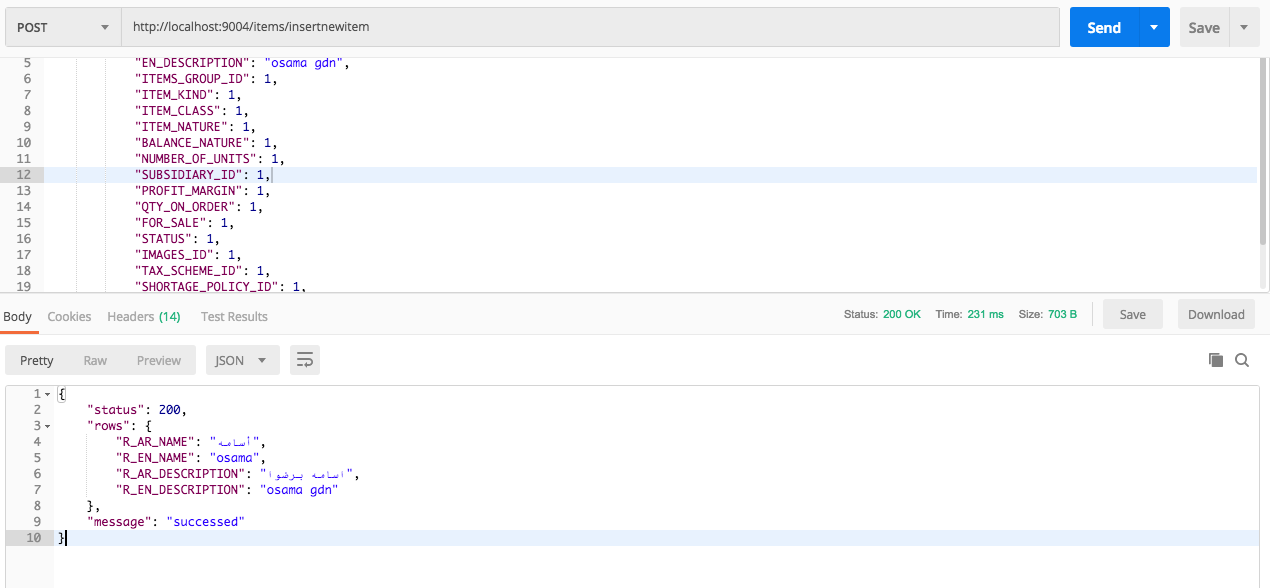 POST http://localhost:9004/items/insertnewitem Send Save
5 "EN_DESCRIPTION": "osama gdn",
6 "ITEMS_GROUP_ID": 1,
7 "ITEM_KIND": 1,
8 "ITEM_CLASS": 1,
9 "ITEM_NATURE": 1,
10 "BALANCE_NATURE": 1,
11 "NUMBER_OF_UNITS": 1,
12 "SUBSIDIARY_ID": 1,
13 "PROFIT_MARGIN": 1,
14 "QTY_ON_ORDER": 1,
15 "FOR_SALE": 1,
16 "STATUS": 1,
17 "IMAGES_ID": 1,
18 "TAX_SCHEME_ID": 1,
19 "SHORTAGE_POLICY_ID": 1,
Body Cookies Headers (14) Test Results Status: 200 OK Time: 231 ms Size: 703 B Save Download
Pretty Raw Preview JSON
1 {
2 "status": 200,
3 "rows": {
4 "R_AR_NAME": "أسامه",
5 "R_EN_NAME": "osama",
6 "R_AR_DESCRIPTION": "اسامه برضوا",
7 "R_EN_DESCRIPTION": "osama gdn"
8 },
9 "message": "successed"
10 }